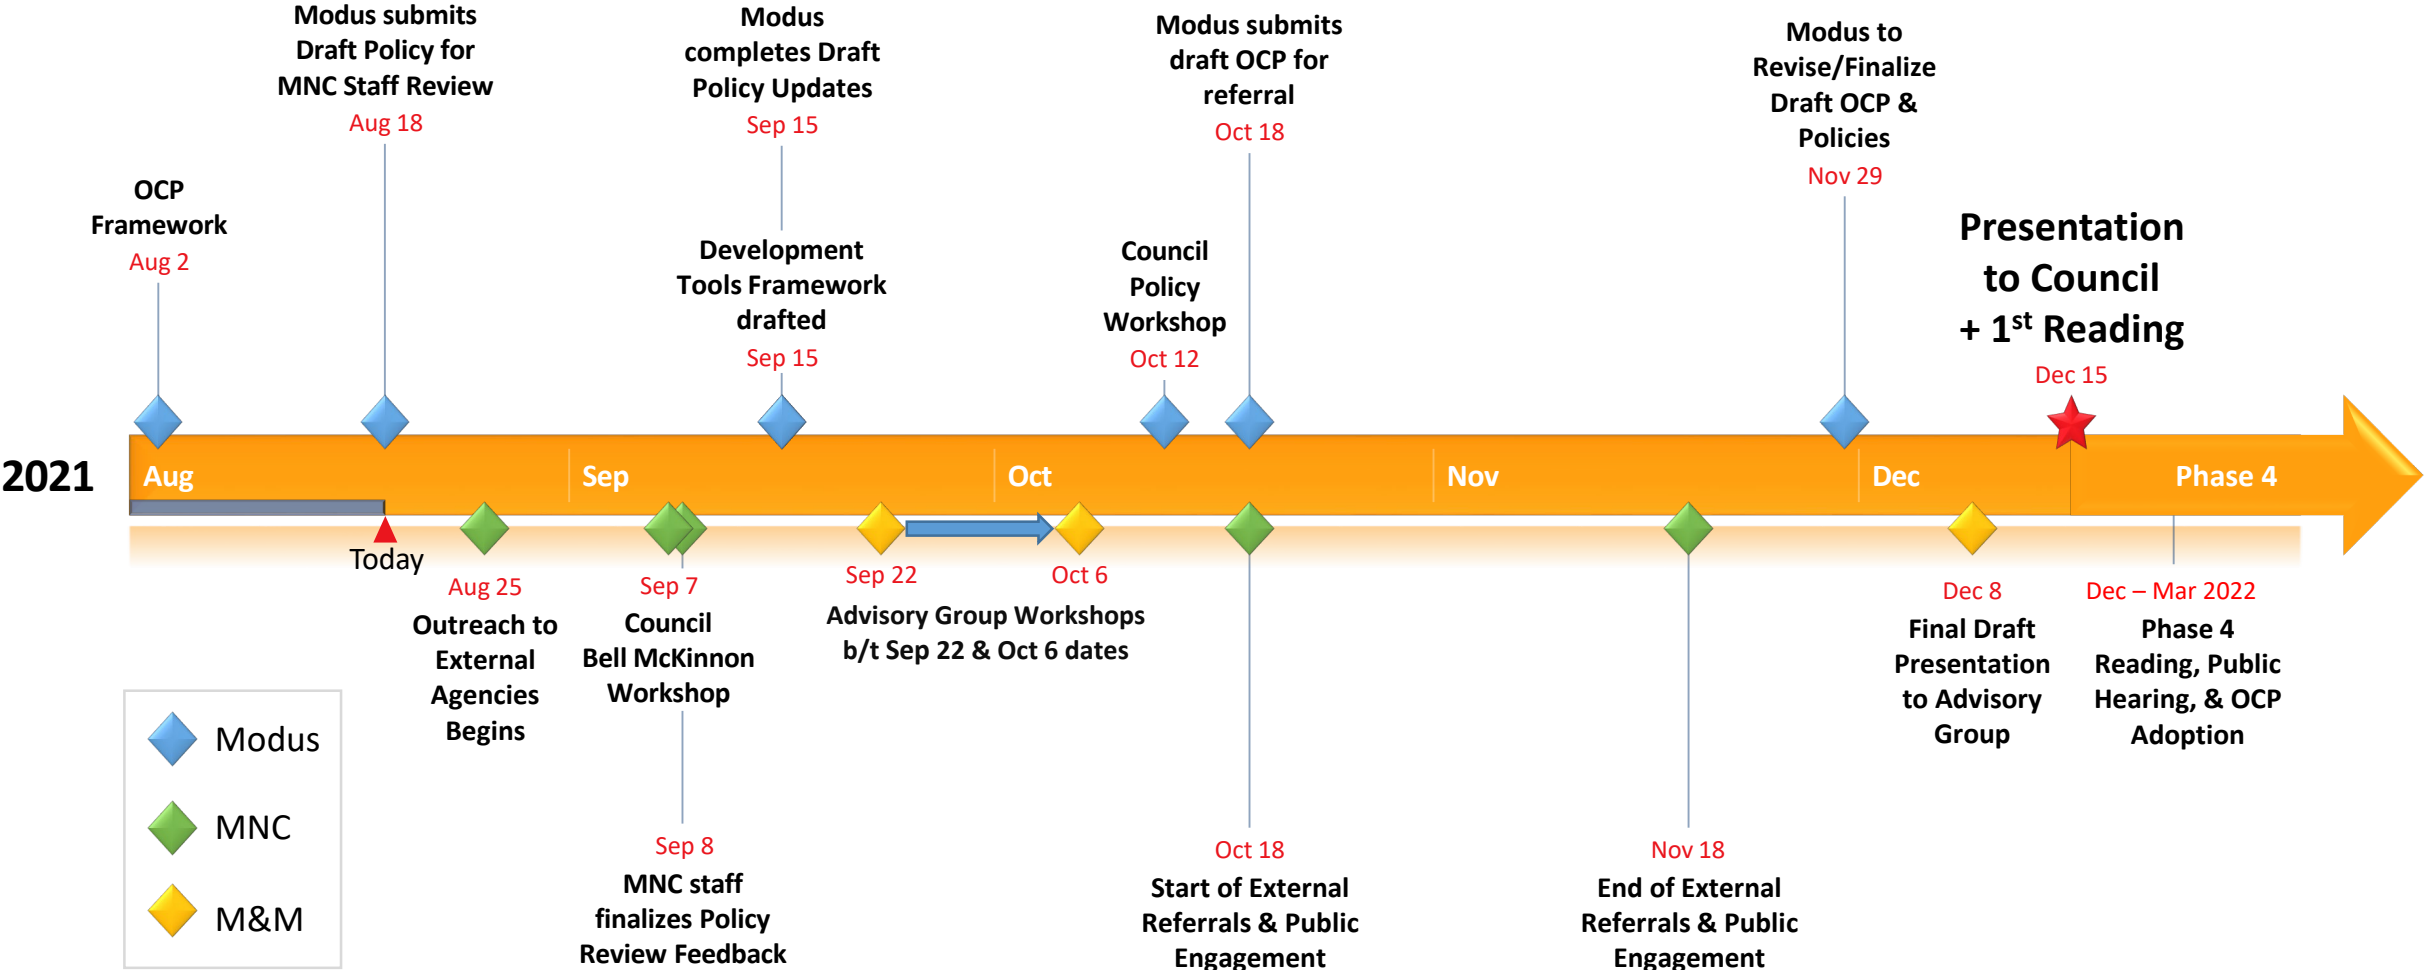 Modus submits
Draft Policy for
MNC Staff Review
Aug 18
Modus
completes Draft
Policy Updates
Sep 15
Modus submits
draft OCP for
referral
Oct 18
Modus to
Revise/Finalize
Draft OCP &
Policies
Nov 29
OCP
Framework
Aug 2
Development
Tools Framework
drafted
Sep 15
Council
Policy
Workshop
Oct 12
Presentation
to Council
+ 1st Reading
Dec 15
2021
Aug
Sep
Oct
Nov
Dec
Phase 4
Today
Aug 25
Outreach to
External
Agencies
Begins
Sep 7
Council
Bell McKinnon
Workshop
Sep 22
Oct 6
Advisory Group Workshops
b/t Sep 22 & Oct 6 dates
Dec 8
Final Draft
Presentation
to Advisory
Group
Dec – Mar 2022
Phase 4
Reading, Public
Hearing, & OCP
Adoption
Modus
MNC
M&M
Sep 8
MNC staff
finalizes Policy
Review Feedback
Oct 18
Start of External
Referrals & Public
Engagement
Nov 18
End of External
Referrals & Public
Engagement